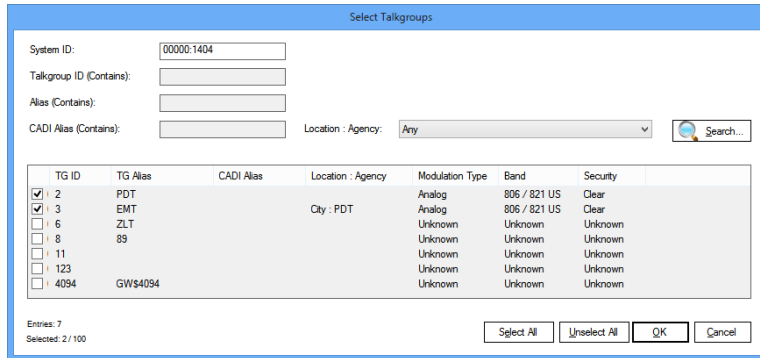 Select Talkgroups
System ID: 00000:1404
Talkgroup ID (Contains):
Alias (Contains):
CADI Alias (Contains): Location : Agency: Any Search...
TG ID TG Alias CADI Alias Location : Agency Modulation Type Band Security
2 PDT Analog 806 / 821 US Clear
3 EMT City : PDT Analog 806 / 821 US Clear
6 ZLT Unknown Unknown Unknown
8 89 Unknown Unknown Unknown
11 Unknown Unknown Unknown
123 Unknown Unknown Unknown
4094 GW$4094 Unknown Unknown Unknown
Entries: 7
Selected: 2 / 100
Select All Unselect All OK Cancel